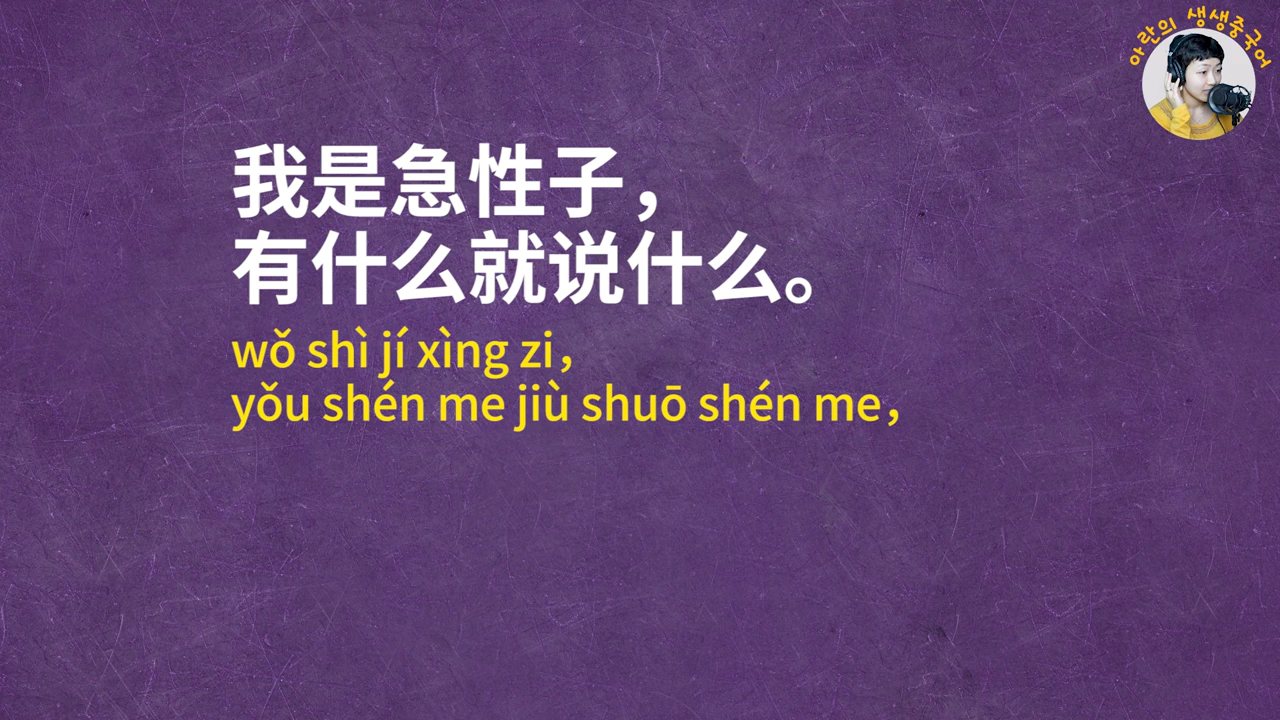 아란의 생생중국어
我是急性子，
有什么就说什么。
wǒ shì jí xìng zi，
yǒu shén me jiù shuō shén me，